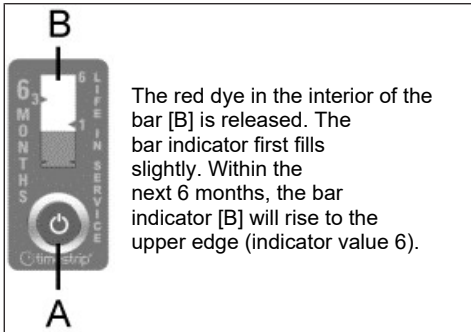 B
6
3
1
6 MONTHS
LIFE IN SERVICE
timestrip®
A
The red dye in the interior of the
bar [B] is released. The
bar indicator first fills
slightly. Within the
next 6 months, the bar
indicator [B] will rise to the
upper edge (indicator value 6).